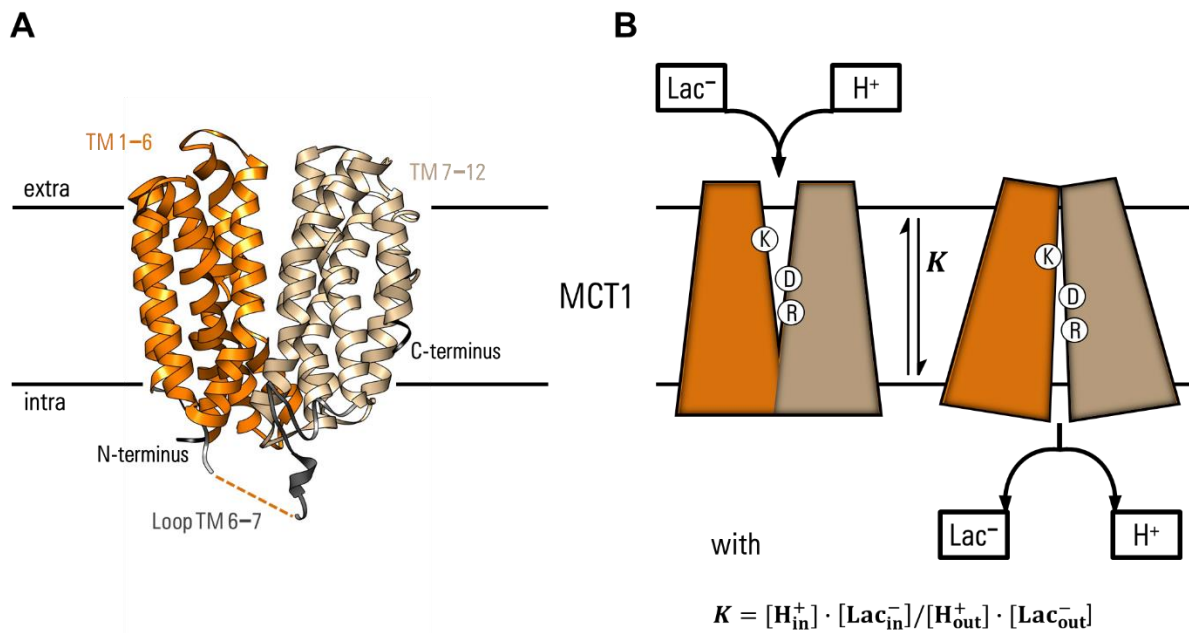 A
TM 1–6
TM 7–12
extra
intra
C-terminus
N-terminus
Loop TM 6–7
B
Lac⁻
H⁺
K
D
R
K
K
D
R
MCT1
Lac⁻
H⁺
with
K = [H⁺in] · [Lac⁻in]/[H⁺out] · [Lac⁻out]